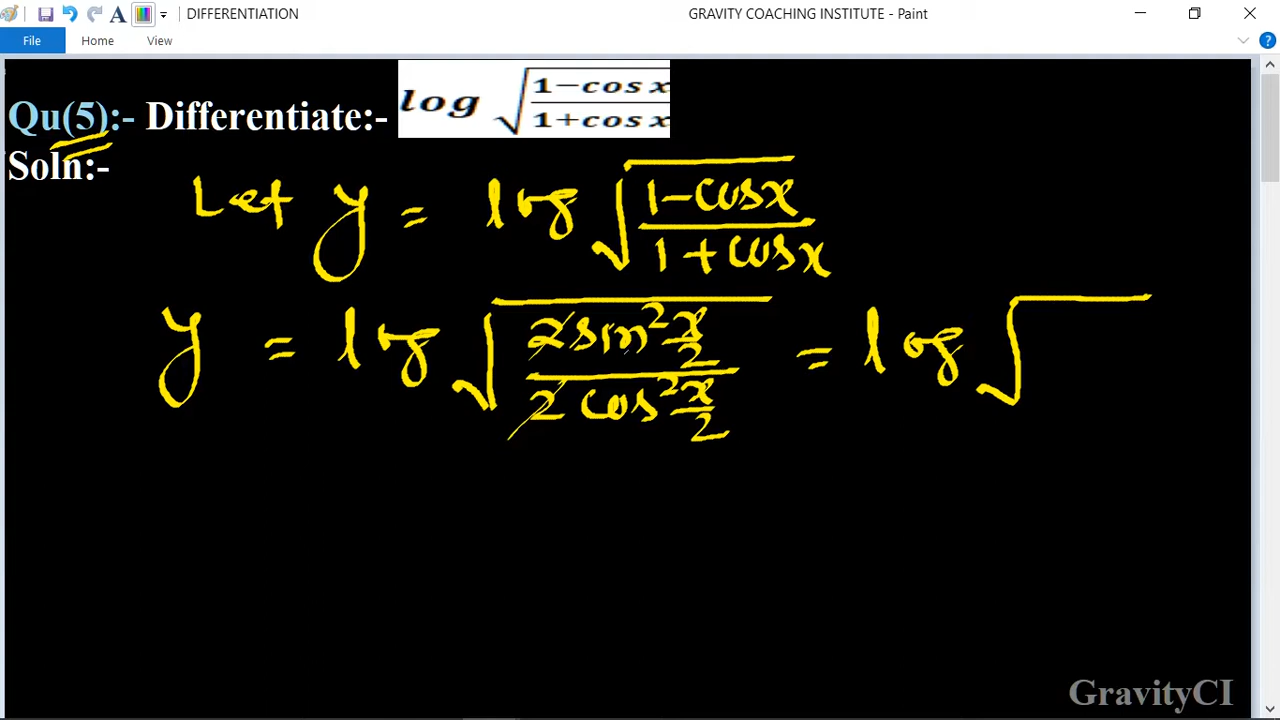 DIFFERENTIATION GRAVITY COACHING INSTITUTE - Paint
File Home View
Qu(5):- Differentiate:- log √((1-cos x)/(1+cos x))
Soln:-
Let y = log √((1-cosx)/(1+cosx))
y = log √((2sin²x/2)/(2cos²x/2)) = log √
GravityCI